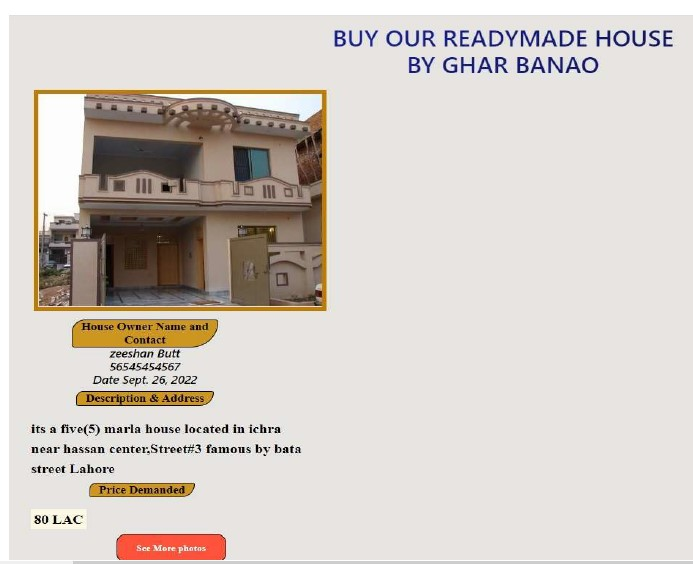 BUY OUR READYMADE HOUSE
BY GHAR BANAO
House Owner Name and
Contact
zeeshan Butt
56545454567
Date Sept. 26, 2022
Description & Address
its a five(5) marla house located in ichra
near hassan center,Street#3 famous by bata
street Lahore
Price Demanded
80 LAC
See More photos